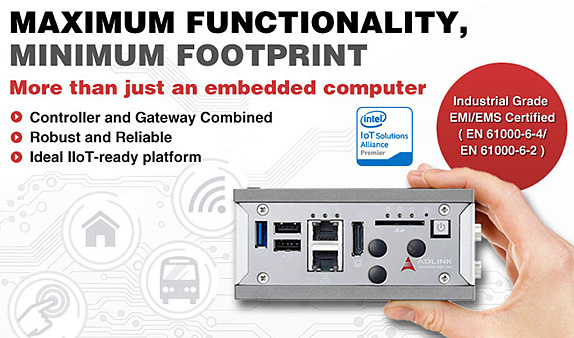 MAXIMUM FUNCTIONALITY,
MINIMUM FOOTPRINT
More than just an embedded computer
Controller and Gateway Combined
Robust and Reliable
Ideal IIoT-ready platform
intel
IoT Solutions
Alliance
Premier
Industrial Grade
EMI/EMS Certified
( EN 61000-6-4/
EN 61000-6-2 )
ADLINK